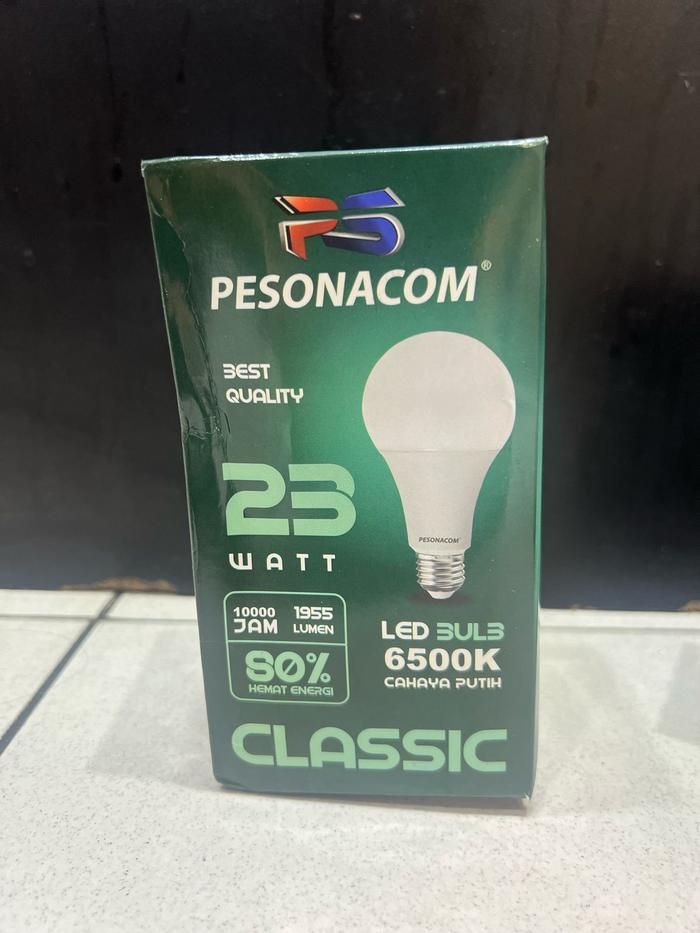 PS
PESONACOM®
BEST
QUALITY
23
WATT
PESONACOM
10000
JAM
1955
LUMEN
80%
HEMAT ENERGI
LED BULB
6500K
CAHAYA PUTIH
CLASSIC